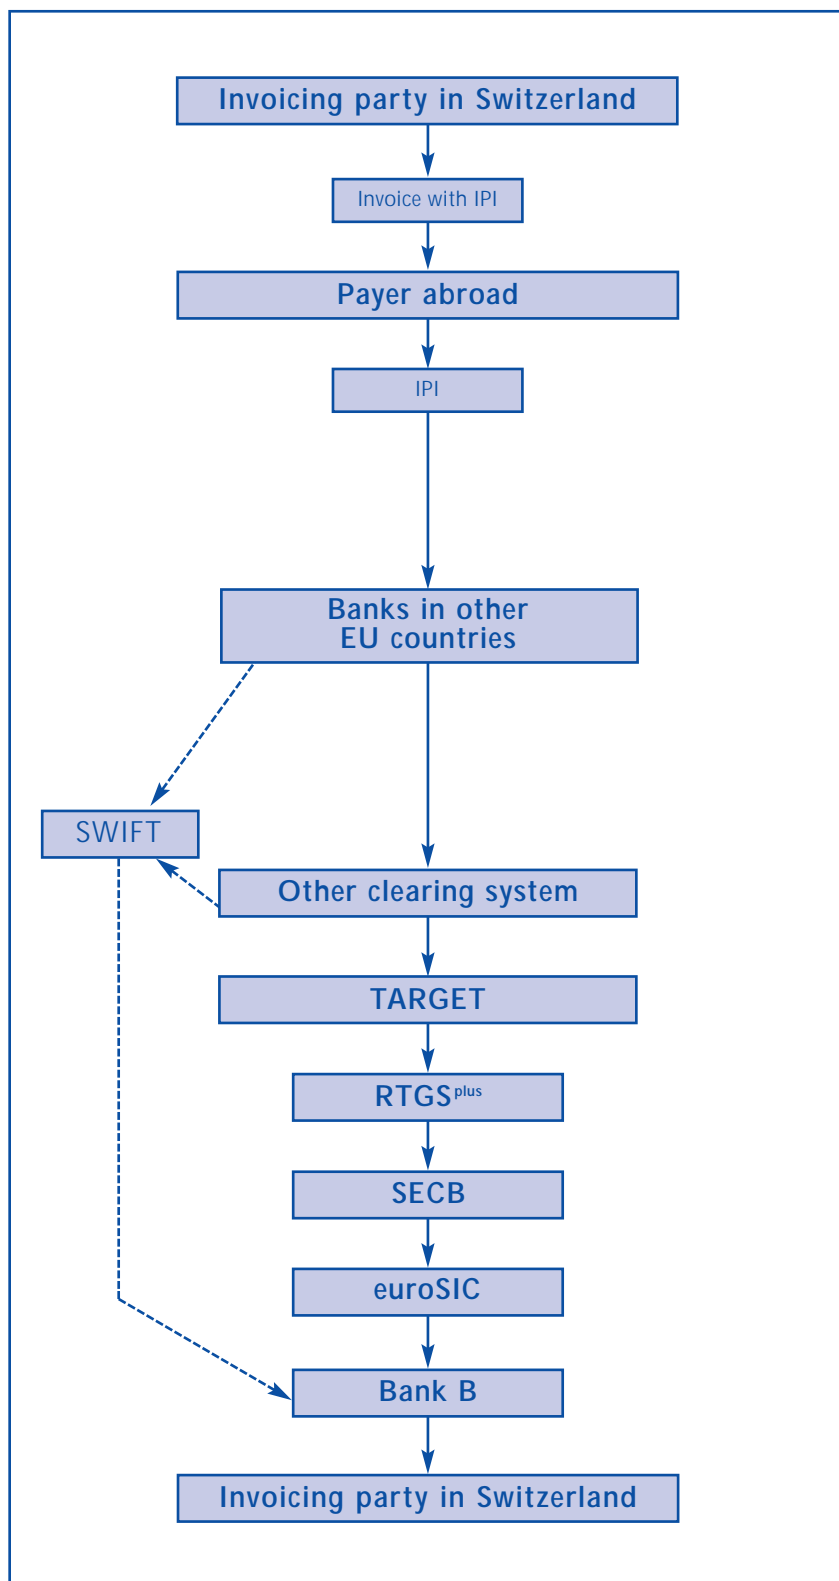 Invoicing party in Switzerland
Invoice with IPI
Payer abroad
IPI
Banks in other
EU countries
SWIFT
Other clearing system
TARGET
RTGSplus
SECB
euroSIC
Bank B
Invoicing party in Switzerland